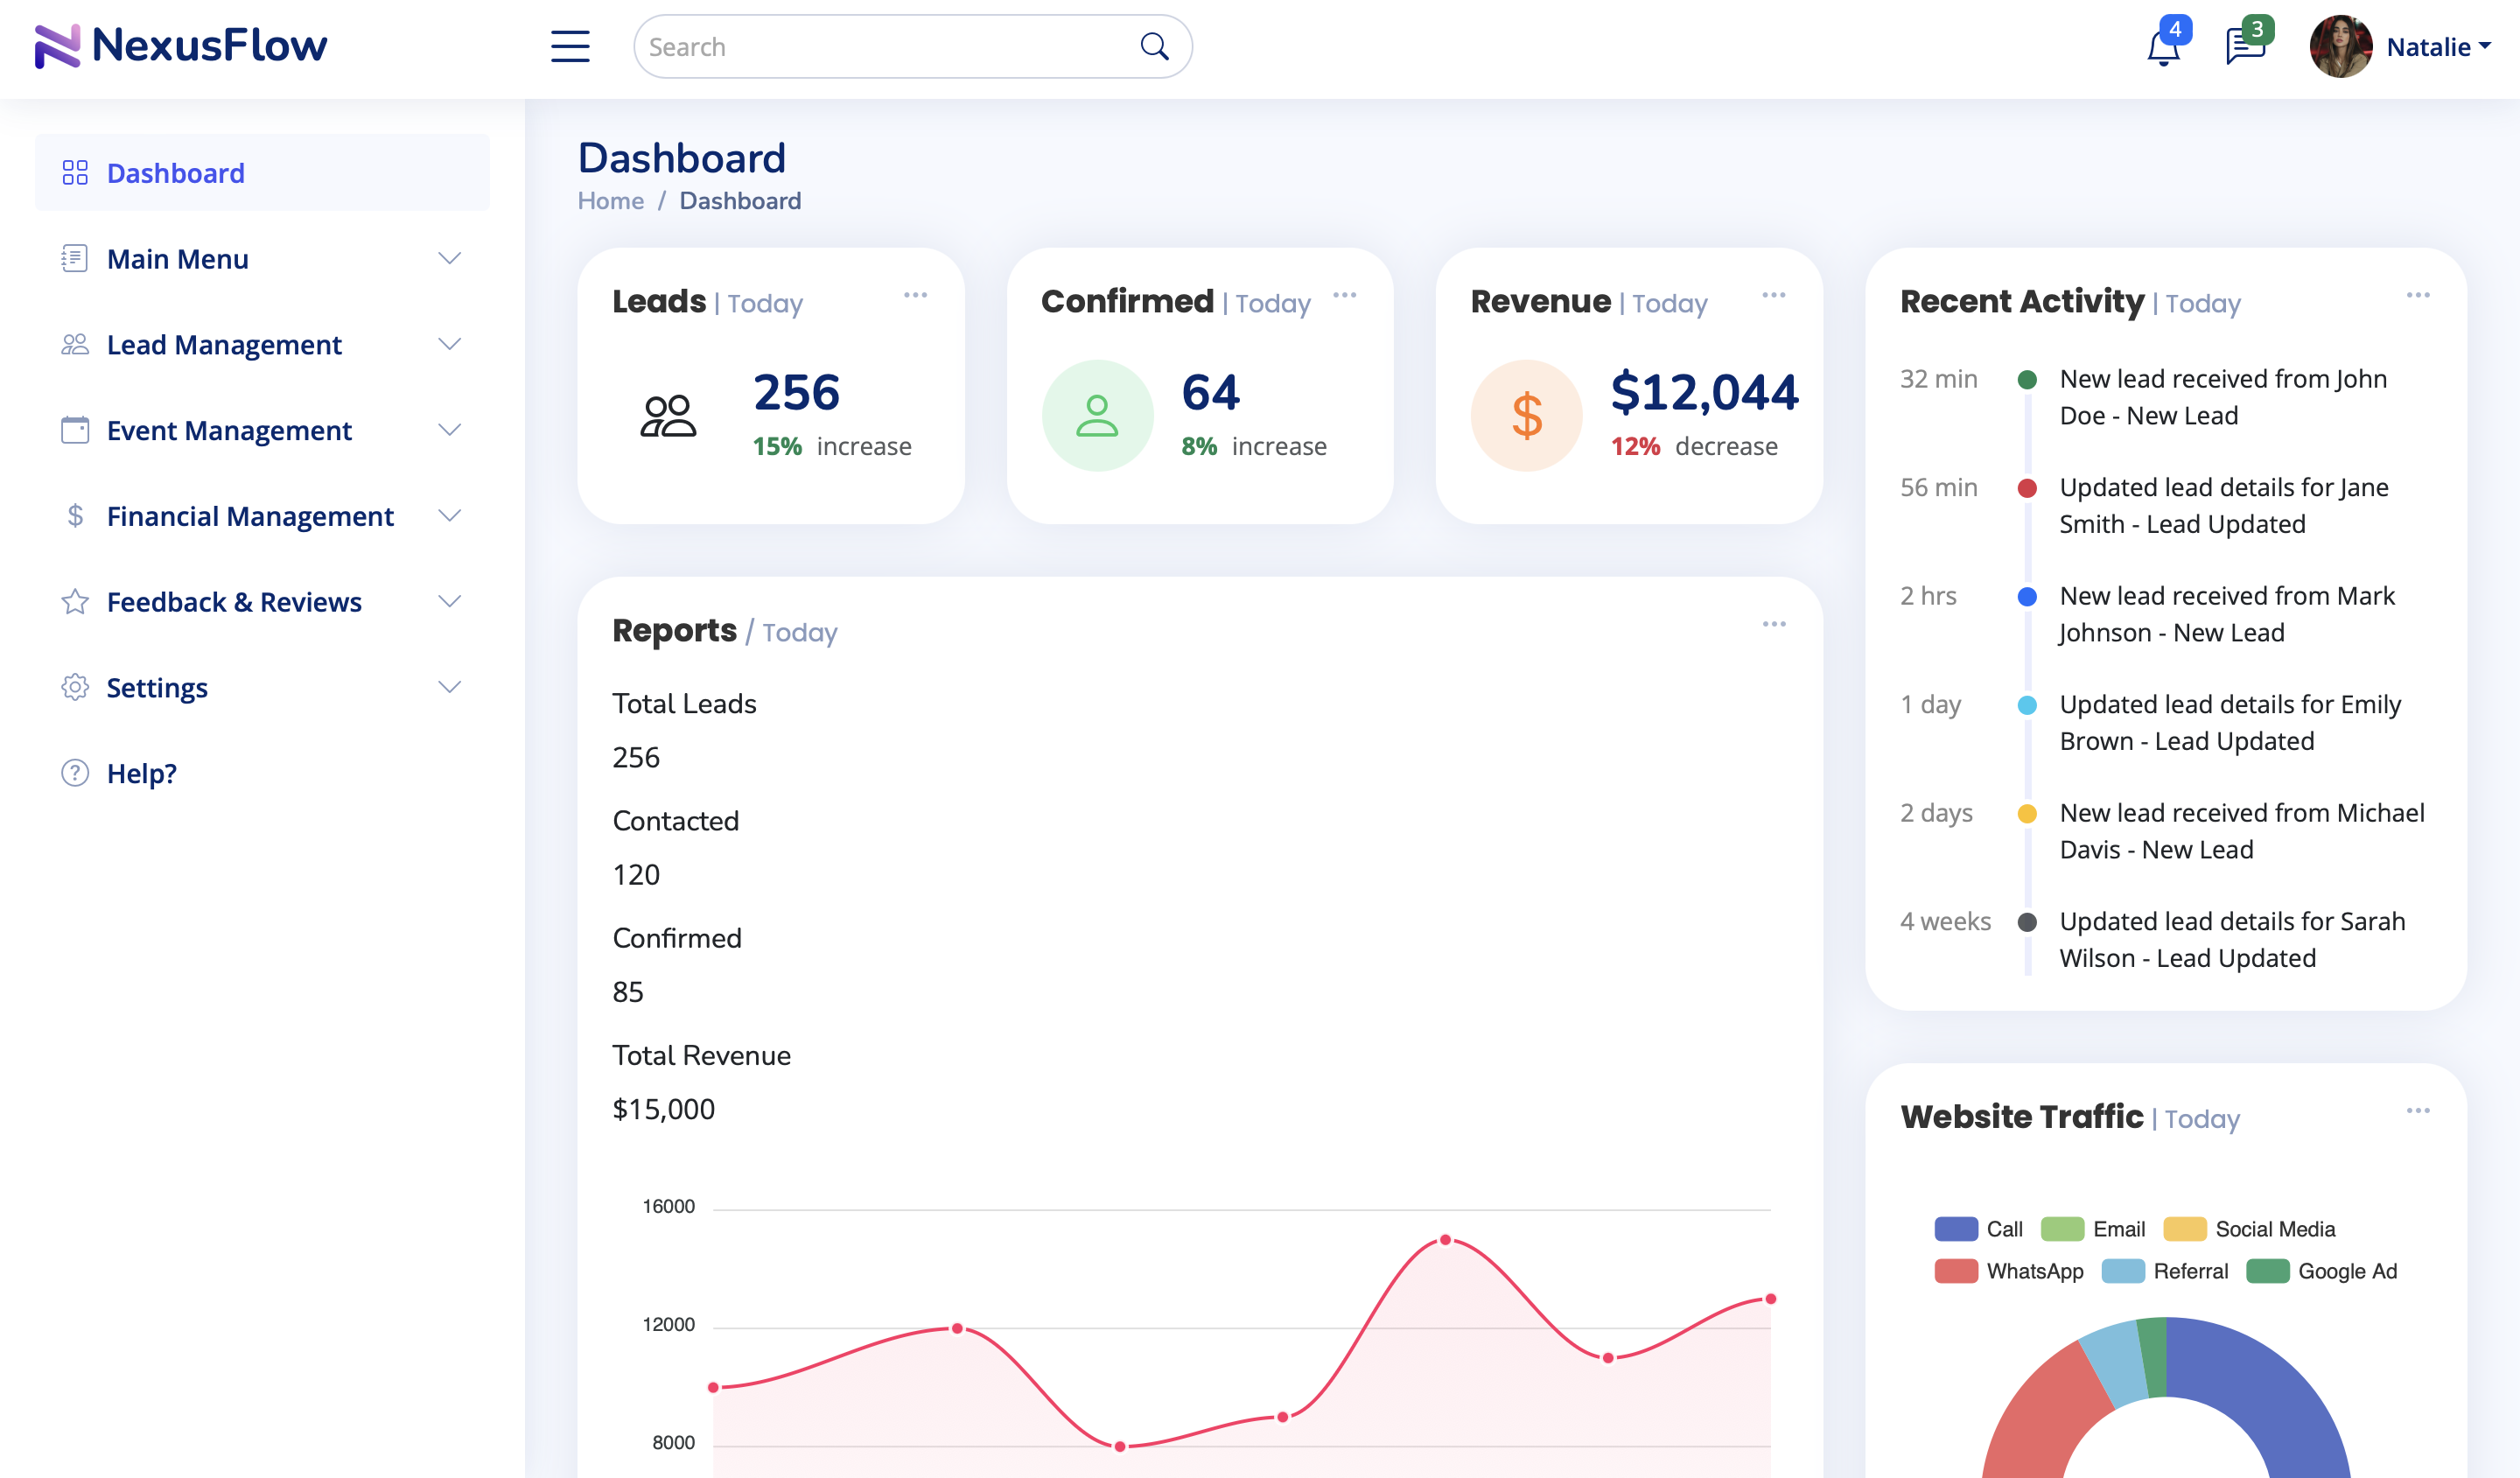 NexusFlow
Search
4
3
Natalie
Dashboard
Main Menu
Lead Management
Event Management
$ Financial Management
Feedback & Reviews
Settings
? Help?
Dashboard
Home / Dashboard
Leads | Today
256
15% increase
Confirmed | Today
64
8% increase
Revenue | Today
$
$12,044
12% decrease
Reports / Today
Total Leads
256
Contacted
120
Confirmed
85
Total Revenue
$15,000
16000
12000
8000
Recent Activity | Today
32 min New lead received from John
Doe - New Lead
56 min Updated lead details for Jane
Smith - Lead Updated
2 hrs New lead received from Mark
Johnson - New Lead
1 day Updated lead details for Emily
Brown - Lead Updated
2 days New lead received from Michael
Davis - New Lead
4 weeks Updated lead details for Sarah
Wilson - Lead Updated
Website Traffic | Today
Call Email Social Media
WhatsApp Referral Google Ad